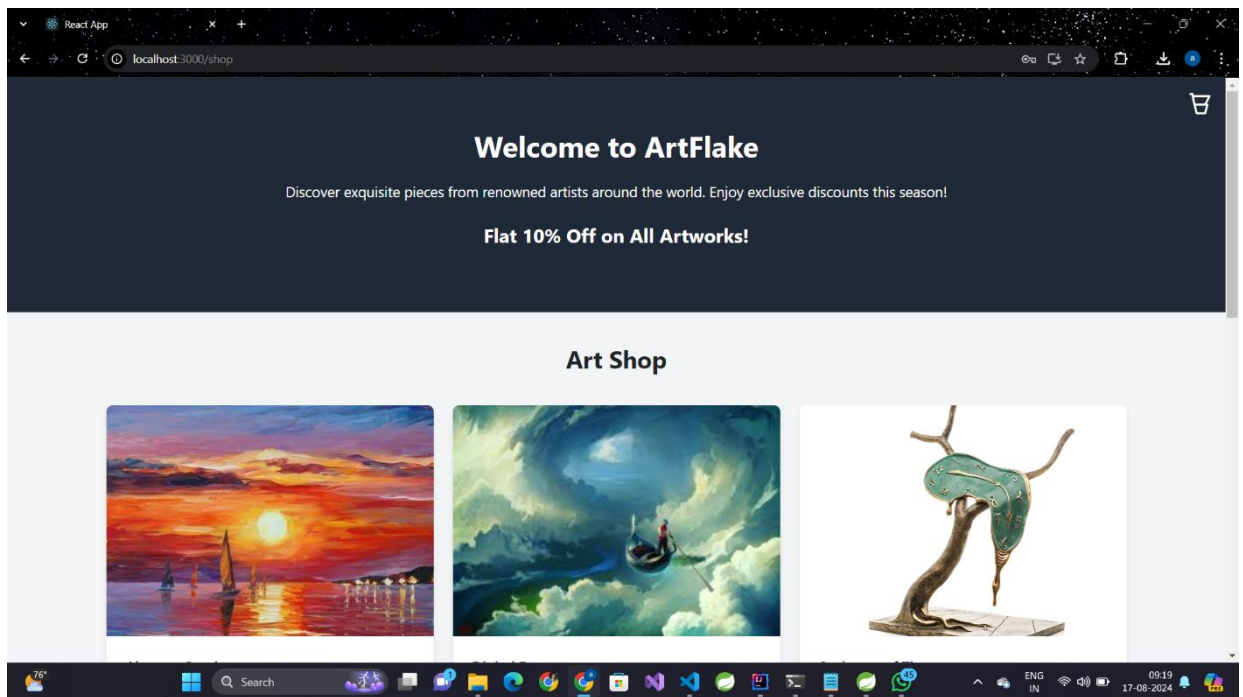 React App
localhost:3000/shop
a
Welcome to ArtFlake
Discover exquisite pieces from renowned artists around the world. Enjoy exclusive discounts this season!
Flat 10% Off on All Artworks!
Art Shop
76°
Search
45
ENG
IN
09:19
17-08-2024